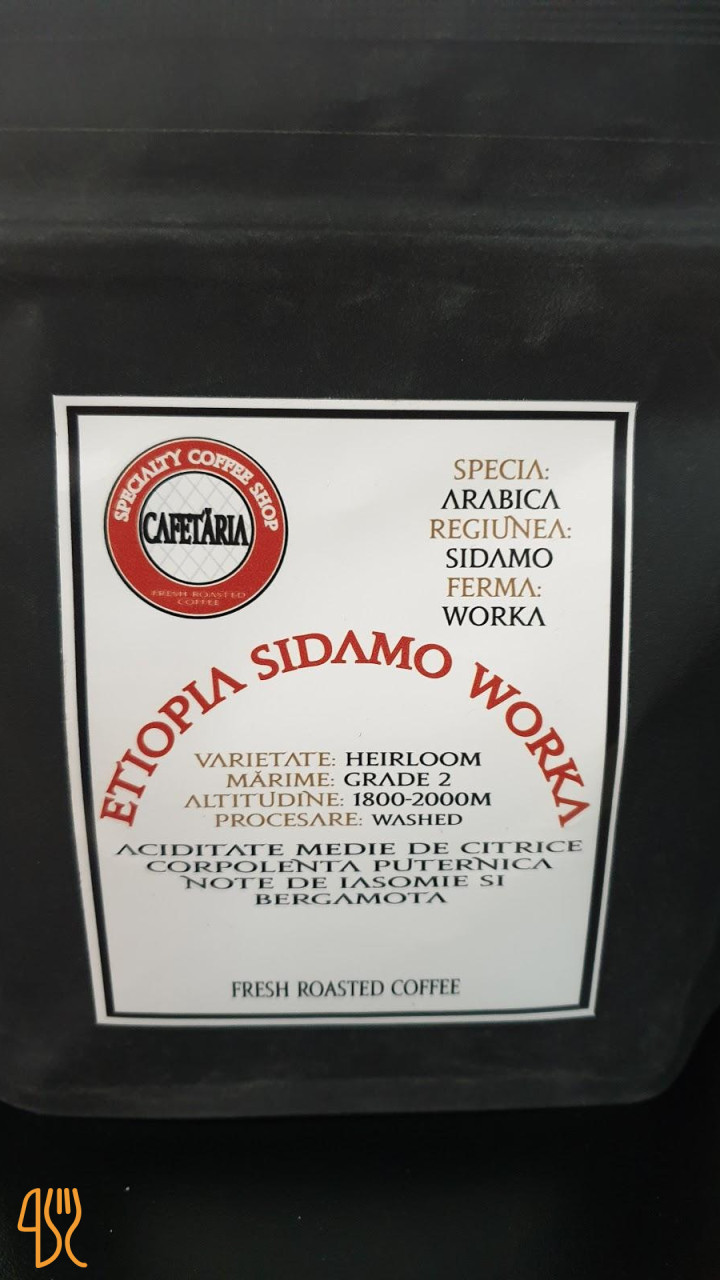 SPECIALTY COFFEE SHOP
CAFETĂRIA
FRESH ROASTED
COFFEE
SPECIA:
ARABICA
REGIUNEA:
SIDAMO
FERMA:
WORKA
ETIOPIA SIDAMO WORKA
VARIETATE: HEIRLOOM
MĂRIME: GRADE 2
ALTITUDINE: 1800-2000M
PROCESARE: WASHED
ACIDITATE MEDIE DE CITRICE
CORPOLENTA PUTERNICA
NOTE DE IASOMIE SI
BERGAMOTA
FRESH ROASTED COFFEE